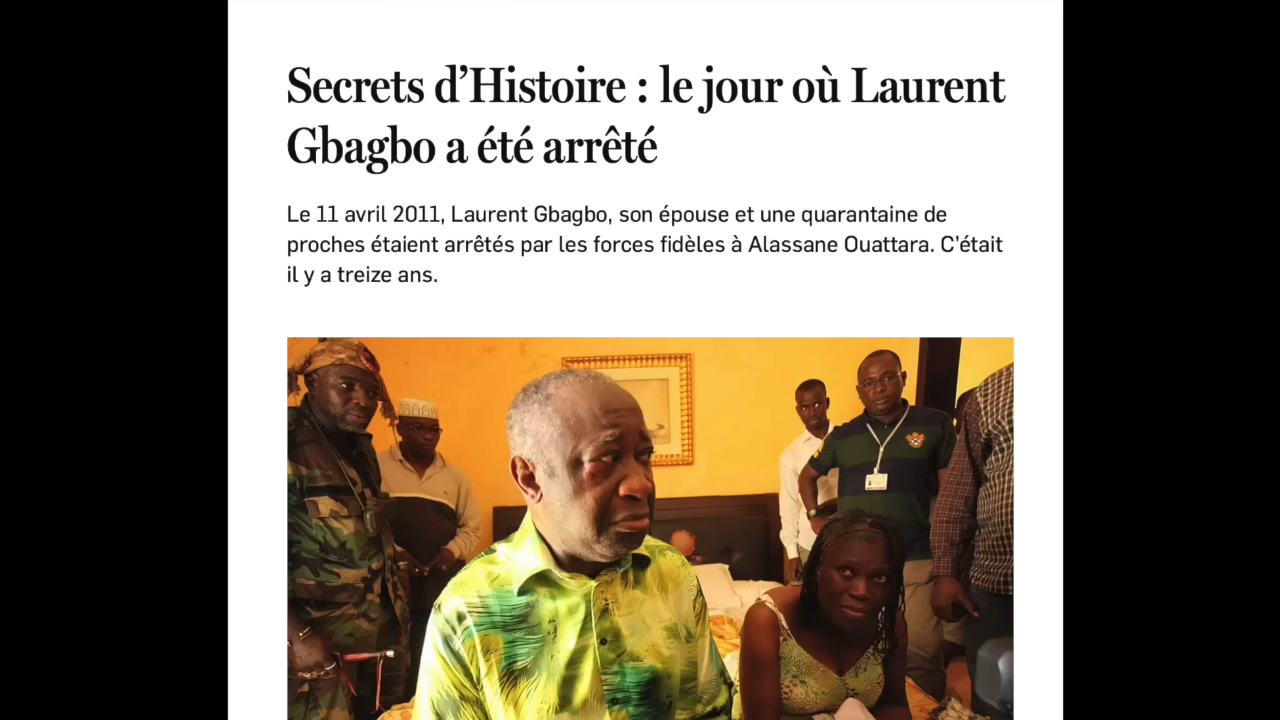 Secrets d’Histoire : le jour où Laurent
Gbagbo a été arrêté
Le 11 avril 2011, Laurent Gbagbo, son épouse et une quarantaine de
proches étaient arrêtés par les forces fidèles à Alassane Ouattara. C’était
il y a treize ans.